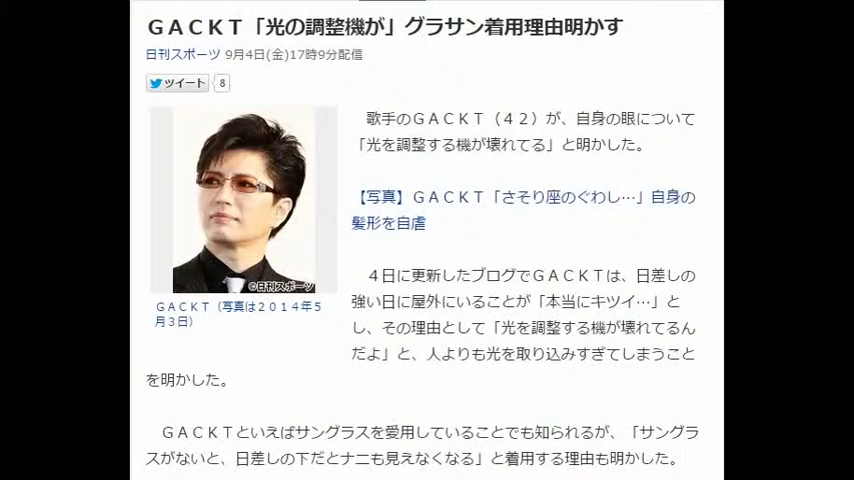 ＧＡＣＫＴ「光の調整機が」グラサン着用理由明かす
日刊スポーツ 9月4日(金)17時9分配信
ツイート 8
歌手のＧＡＣＫＴ（４２）が、自身の眼について
「光を調整する機が壊れてる」と明かした。
【写真】ＧＡＣＫＴ「さそり座のぐわし…」自身の
髪形を自虐
４日に更新したブログでＧＡＣＫＴは、日差しの
強い日に屋外にいることが「本当にキツイ…」と
し、その理由として「光を調整する機が壊れてるん
だよ」と、人よりも光を取り込みすぎてしまうこと
を明かした。
©日刊スポーツ
ＧＡＣＫＴ（写真は２０１４年５
月３日）
ＧＡＣＫＴといえばサングラスを愛用していることでも知られるが、「サングラ
スがないと、日差しの下だとナニも見えなくなる」と着用する理由も明かした。